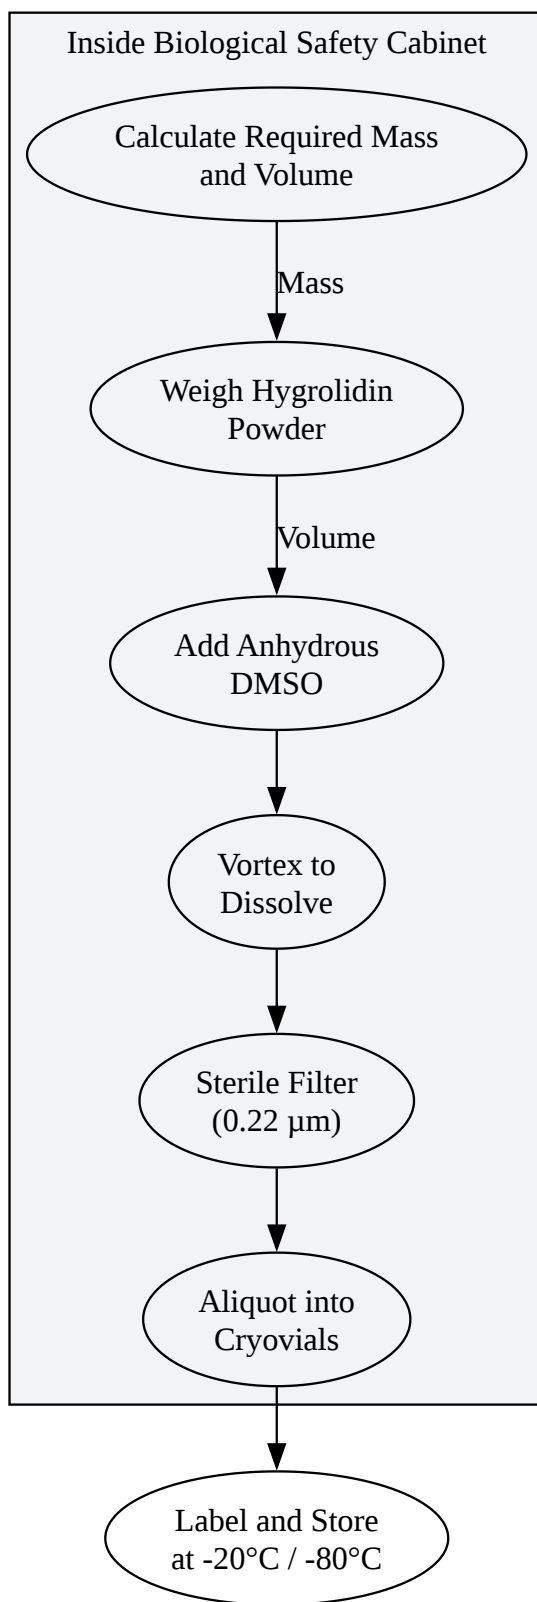 Inside Biological Safety Cabinet
Calculate Required Mass
and Volume
Mass
Weigh Hygrolidin
Powder
Volume
Add Anhydrous
DMSO
Vortex to
Dissolve
Sterile Filter
(0.22 µm)
Aliquot into
Cryovials
Label and Store
at -20°C / -80°C